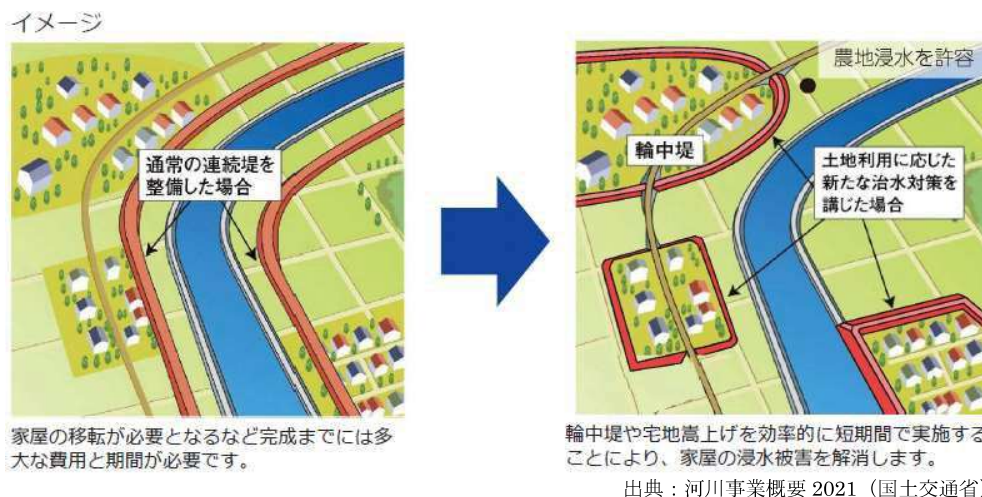 イメージ
通常の連続堤を
整備した場合
家屋の移転が必要となるなど完成までには多
大な費用と期間が必要です。
農地浸水を許容
輪中堤
土地利用に応じた
新たな治水対策を
講じた場合
輪中堤や宅地嵩上げを効率的に短期間で実施する
ことにより、家屋の浸水被害を解消します。
出典：河川事業概要 2021（国土交通省）